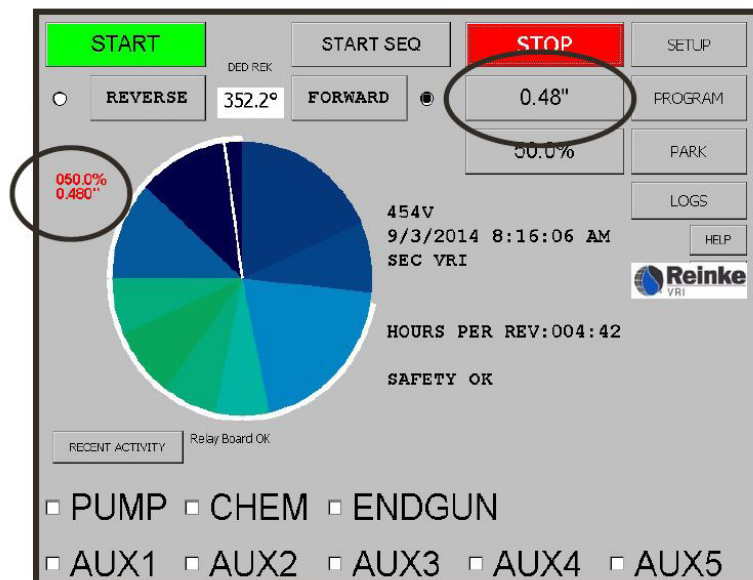 START
START SEQ
STOP
SETUP
DED REK
REVERSE
352.2°
FORWARD
0.48"
PROGRAM
50.0%
PARK
050.0%
0.480"
LOGS
454V
9/3/2014 8:16:06 AM
HELP
SEC VRI
Reinke
VRI
HOURS PER REV:004:42
SAFETY OK
RECENT ACTIVITY
Relay Board OK
PUMP
CHEM
ENDGUN
AUX1
AUX2
AUX3
AUX4
AUX5